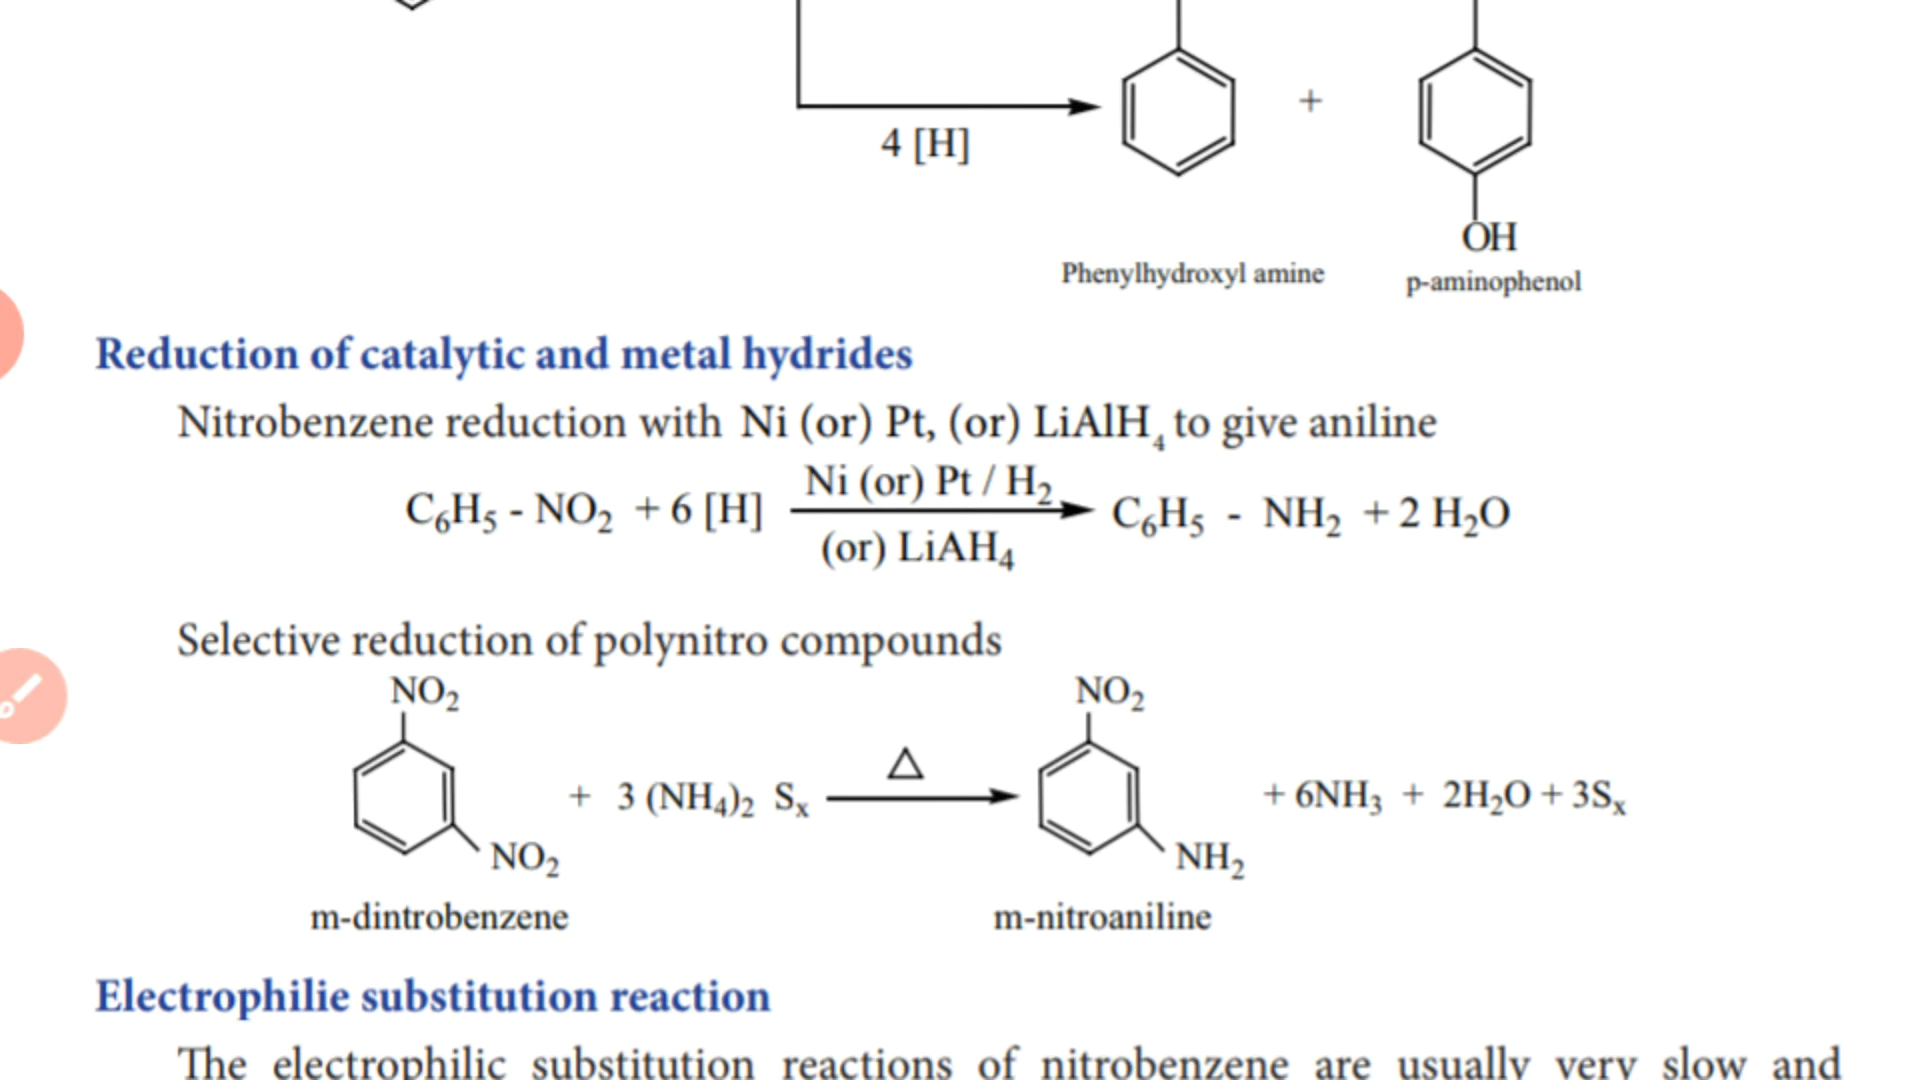 4 [H]
+
OH
Phenylhydroxyl amine
p-aminophenol
Reduction of catalytic and metal hydrides
Nitrobenzene reduction with Ni (or) Pt, (or) LiAlH₄ to give aniline
C₆H₅ - NO₂ + 6 [H] Ni (or) Pt / H₂ (or) LiAH₄ C₆H₅ - NH₂ + 2 H₂O
Selective reduction of polynitro compounds
NO₂ NO₂
+ 3 (NH₄)₂ Sₓ △ + 6NH₃ + 2H₂O + 3Sₓ
NO₂ NH₂
m-dintrobenzene m-nitroaniline
Electrophilie substitution reaction
The electrophilic substitution reactions of nitrobenzene are usually very slow and